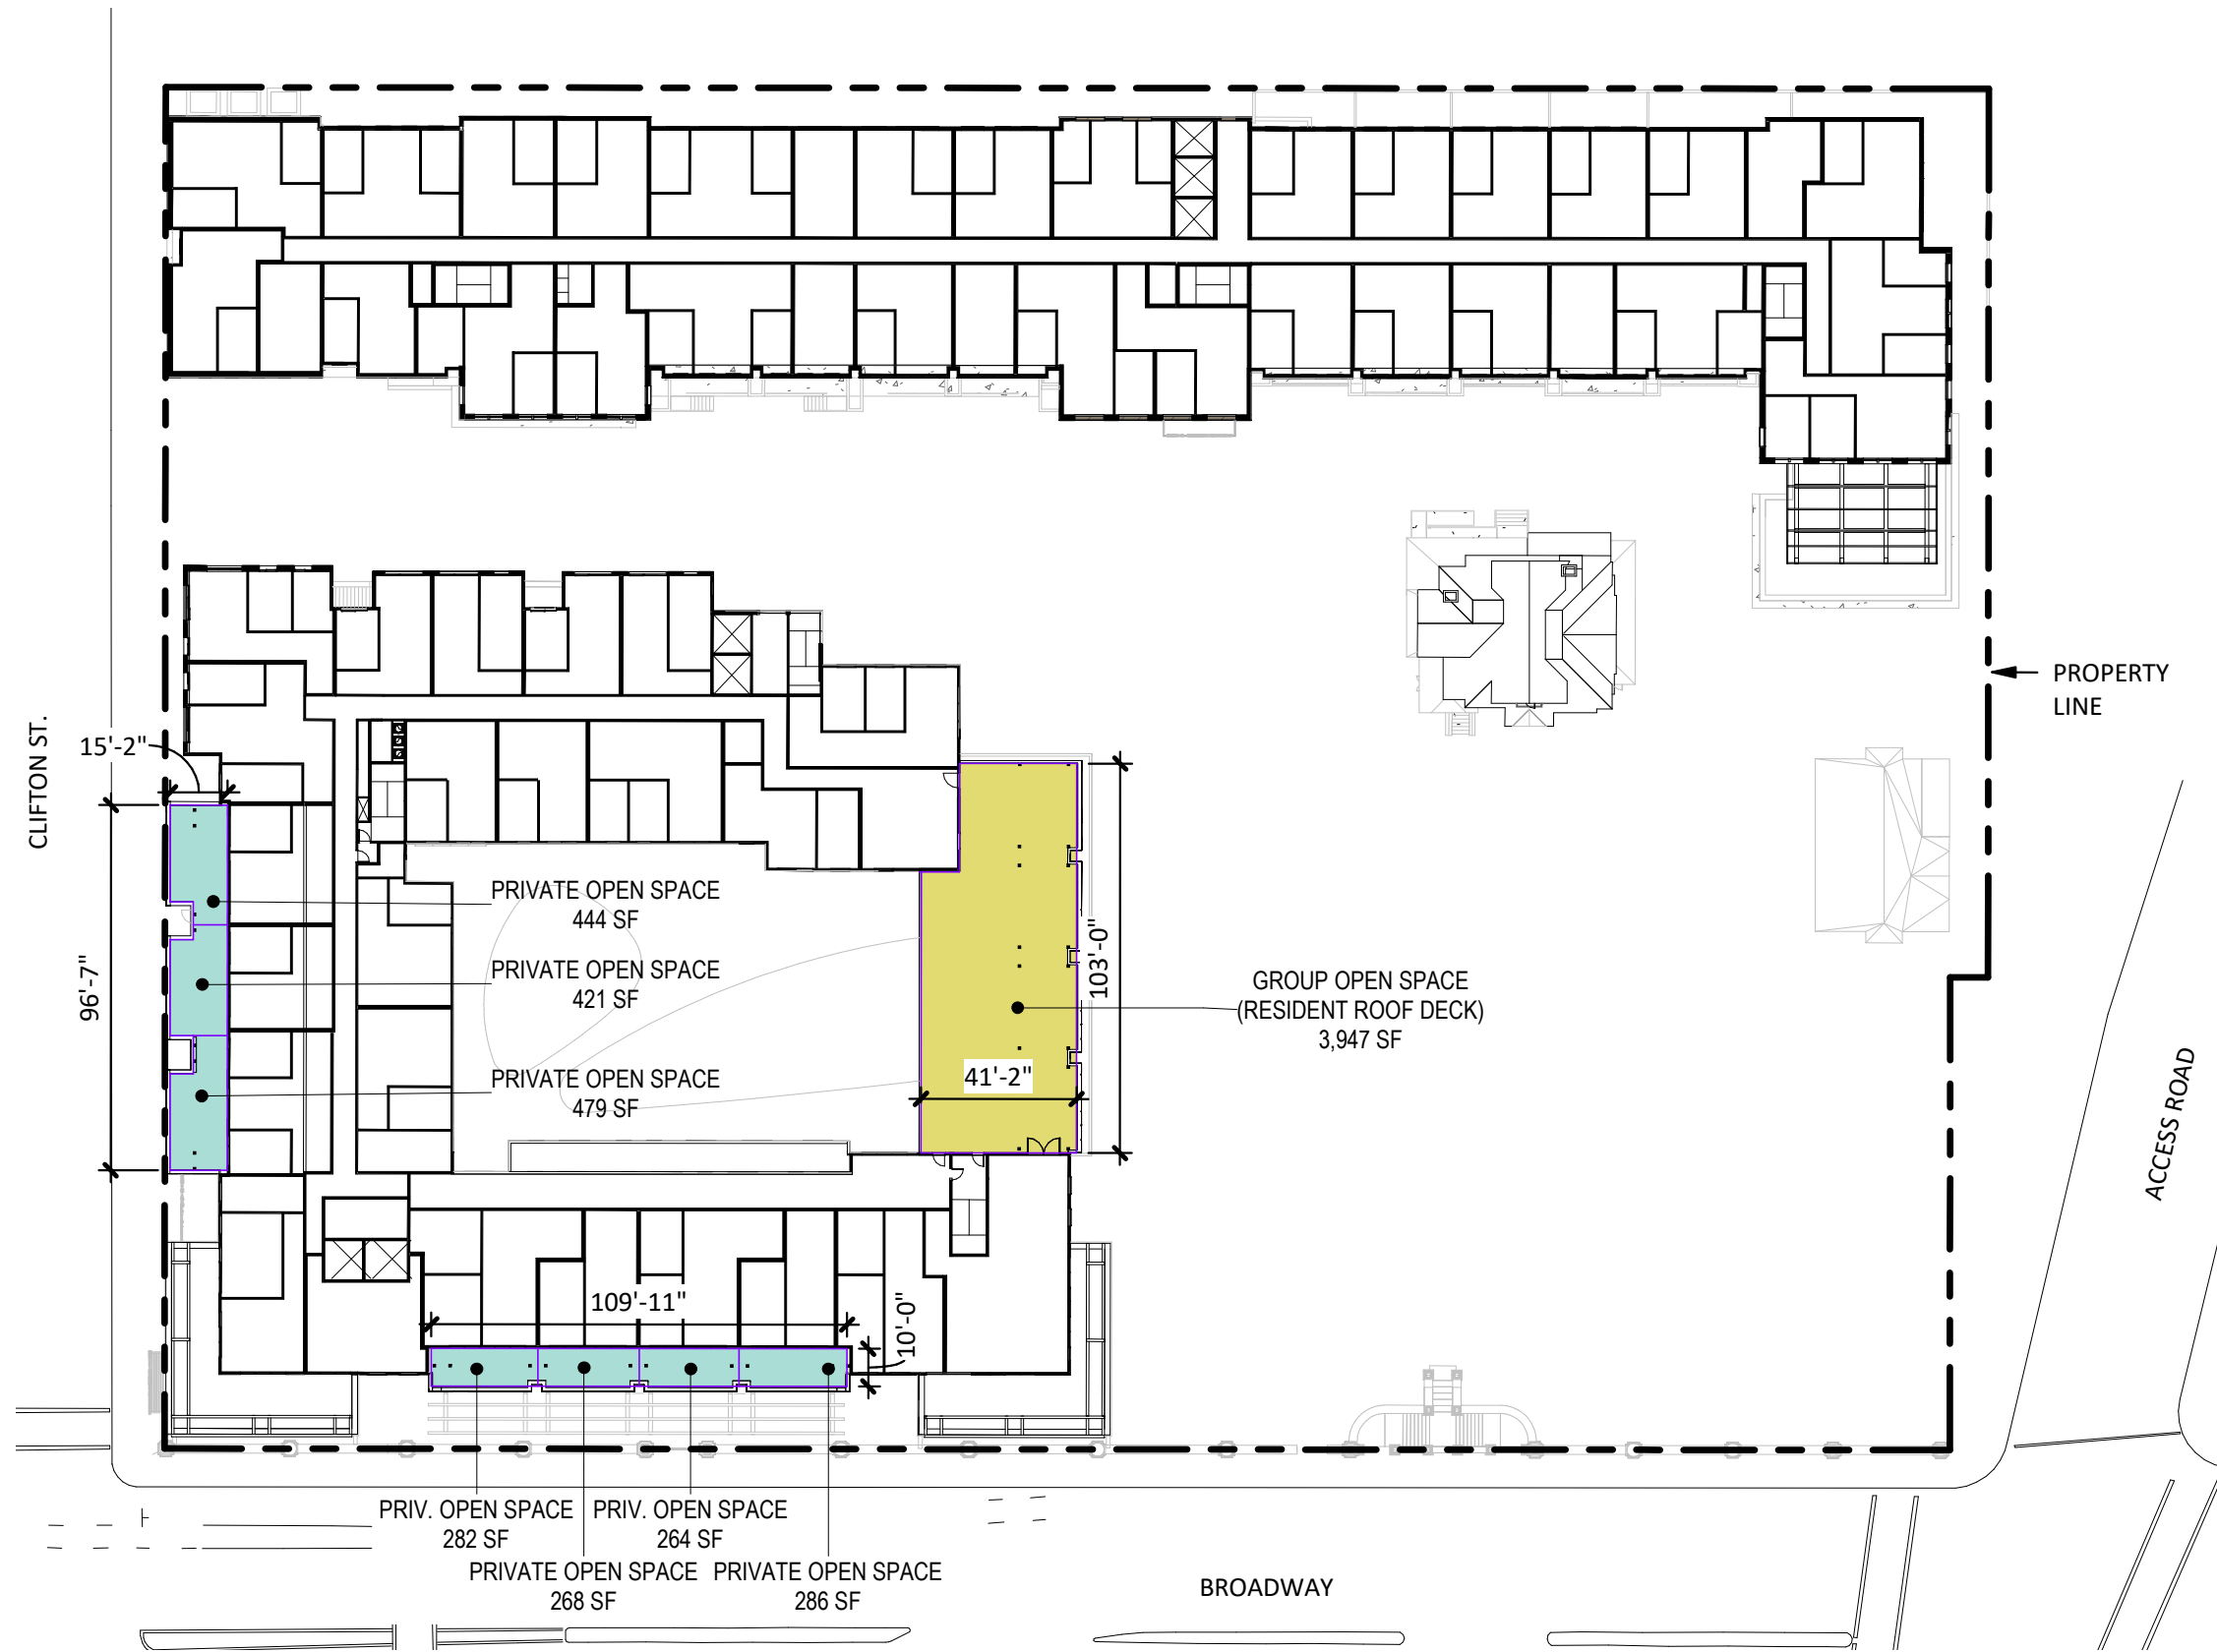 PROPERTY
LINE
CLIFTON ST.
15'-2"
96'-7"
PRIVATE OPEN SPACE
444 SF
PRIVATE OPEN SPACE
421 SF
PRIVATE OPEN SPACE
479 SF
103'-0"
GROUP OPEN SPACE
(RESIDENT ROOF DECK)
3,947 SF
41'-2"
ACCESS ROAD
109'-11"
10'-0"
PRIV. OPEN SPACE
282 SF
PRIV. OPEN SPACE
264 SF
PRIVATE OPEN SPACE
268 SF
PRIVATE OPEN SPACE
286 SF
BROADWAY